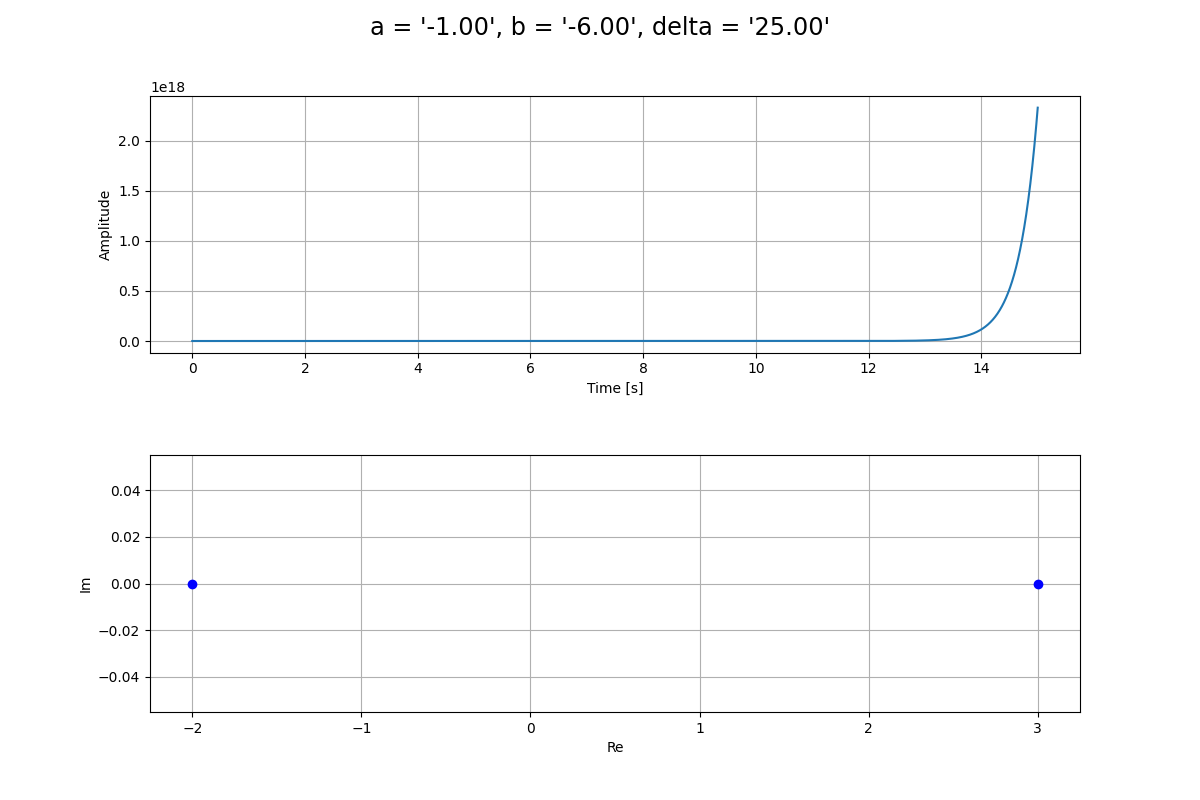 a = '-1.00', b = '-6.00', delta = '25.00'
1e18
2.0
1.5
1.0
0.5
0.0
Amplitude
0 2 4 6 8 10 12 14
Time [s]
0.04
0.02
0.00
−0.02
−0.04
Im
−2 −1 0 1 2 3
Re